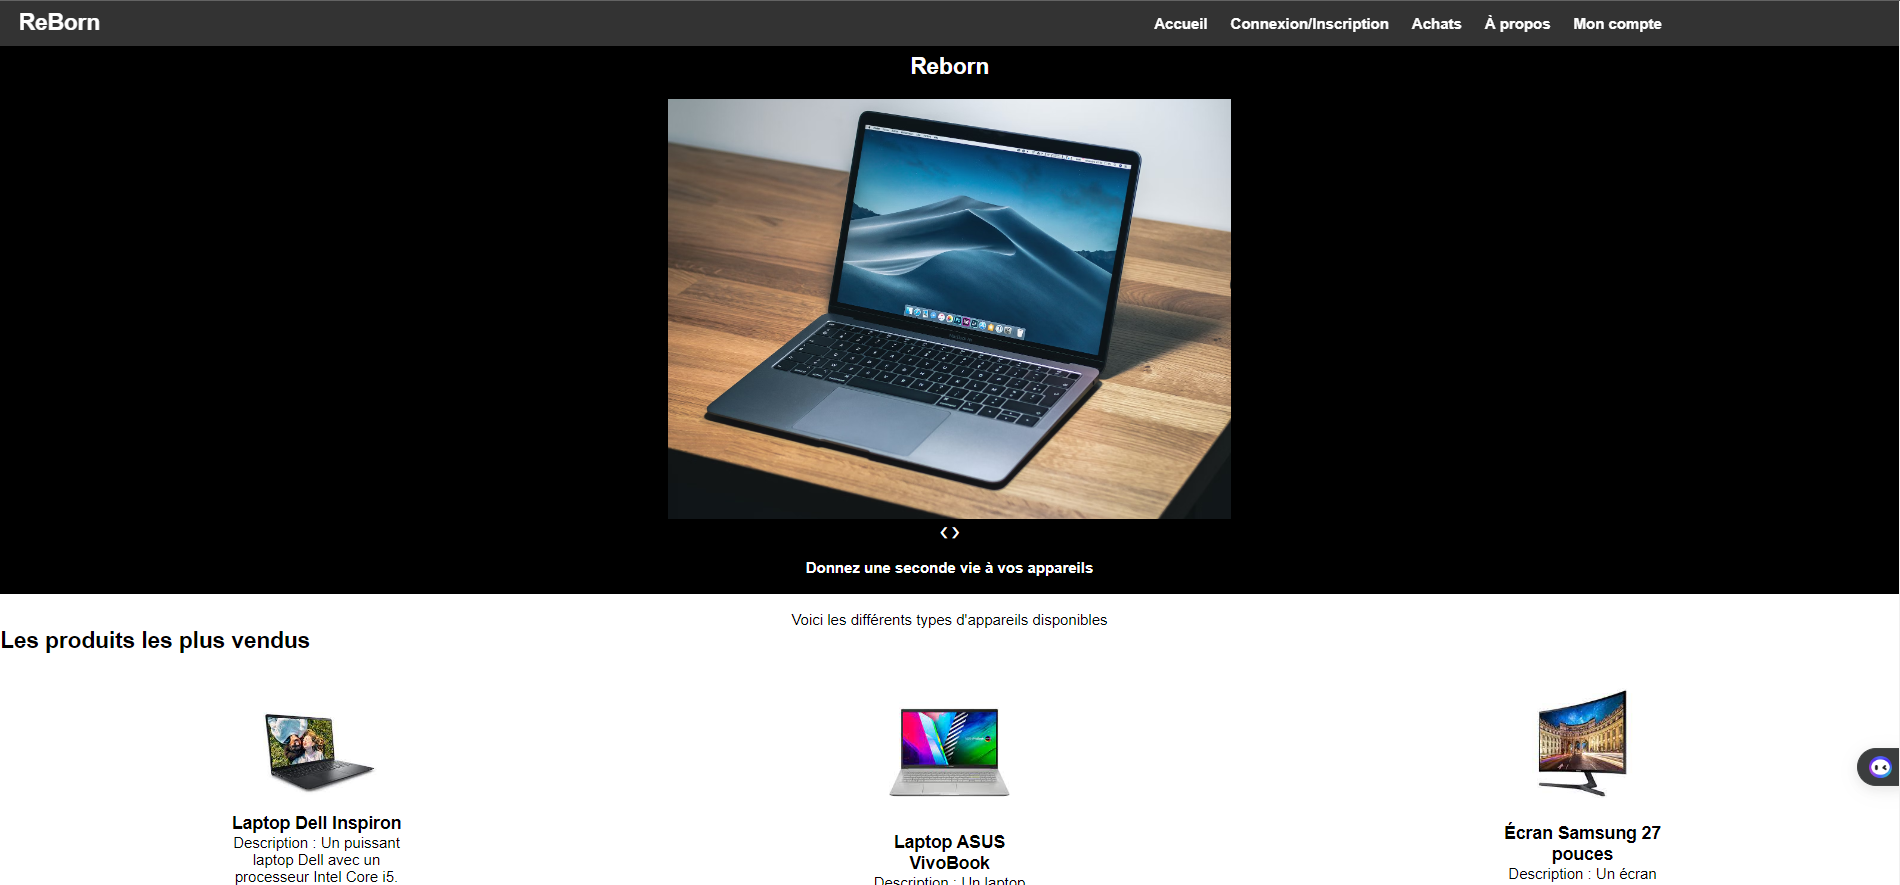 ReBorn
Accueil Connexion/Inscription Achats À propos Mon compte
Reborn
❮ ❯
Donnez une seconde vie à vos appareils
Voici les différents types d'appareils disponibles
Les produits les plus vendus
Laptop Dell Inspiron
Description : Un puissant
laptop Dell avec un
processeur Intel Core i5.
Laptop ASUS
VivoBook
Description : Un laptop
Écran Samsung 27
pouces
Description : Un écran